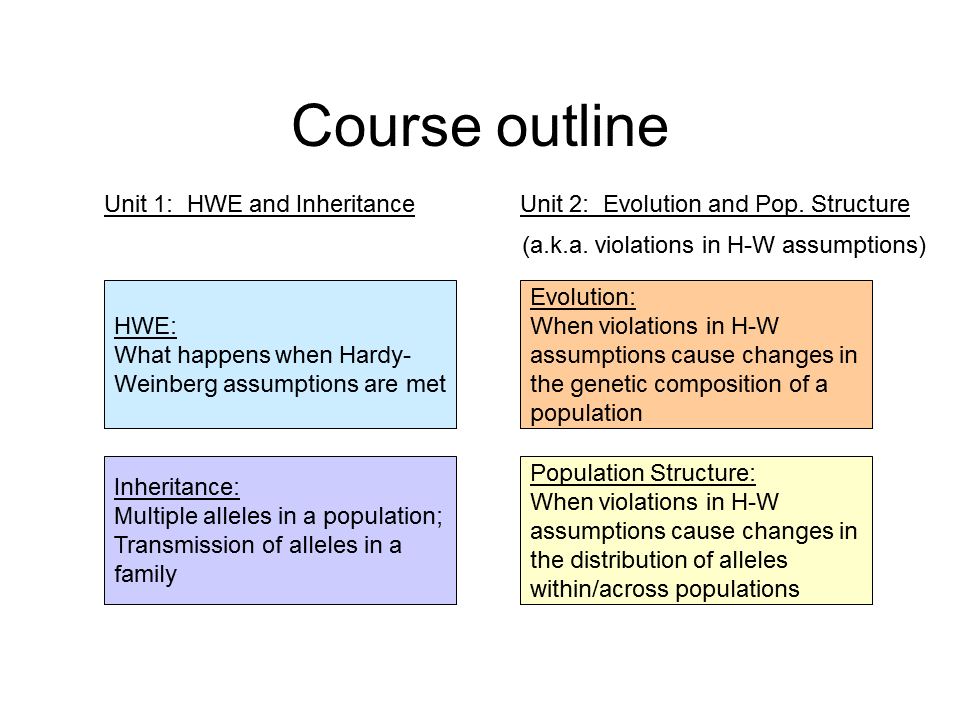 Course outline
Unit 1:  HWE and Inheritance
HWE:
What happens when Hardy-
Weinberg assumptions are met
Inheritance:
Multiple alleles in a population;
Transmission of alleles in a
family
Unit 2:  Evolution and Pop. Structure
(a.k.a. violations in H-W assumptions)
Evolution:
When violations in H-W
assumptions cause changes in
the genetic composition of a
population
Population Structure:
When violations in H-W
assumptions cause changes in
the distribution of alleles
within/across populations